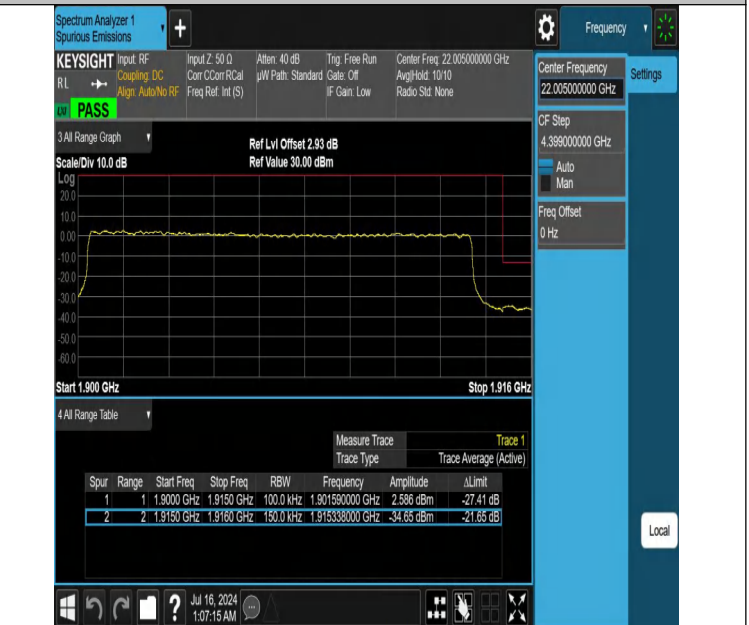 Spectrum Analyzer 1
Spurious Emissions
+
Frequency
KEYSIGHT
Input: RF
Coupling: DC
Align: Auto/No RF
Input Z: 50 Ω
Corr CCorr RCal
Freq Ref: Int (S)
Atten: 40 dB
µW Path: Standard
Trig: Free Run
Gate: Off
IF Gain: Low
Center Freq: 22.005000000 GHz
Avg|Hold: 10/10
Radio Std: None
RL
PASS
Center Frequency
22.005000000 GHz
Settings
CF Step
4.399000000 GHz
Auto
Man
Freq Offset
0 Hz
3 All Range Graph
Ref Lvl Offset 2.93 dB
Scale/Div 10.0 dB
Ref Value 30.00 dBm
Log
20.0
10.0
0.00
-10.0
-20.0
-30.0
-40.0
-50.0
-60.0
Start 1.900 GHz
Stop 1.916 GHz
4 All Range Table
Measure Trace Trace 1
Trace Type Trace Average (Active)
Spur Range Start Freq Stop Freq RBW Frequency Amplitude ΔLimit
1 1 1.9000 GHz 1.9150 GHz 100.0 kHz 1.901590000 GHz 2.586 dBm -27.41 dB
2 2 1.9150 GHz 1.9160 GHz 150.0 kHz 1.915338000 GHz -34.65 dBm -21.65 dB
Local
?
Jul 16, 2024
1:07:15 AM